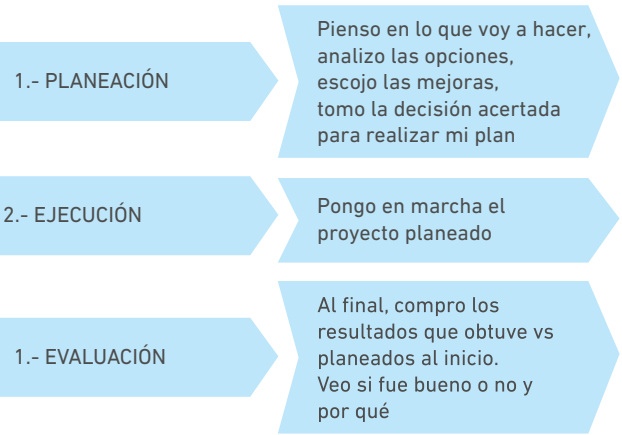 1.- PLANEACIÓN
Pienso en lo que voy a hacer,
analizo las opciones,
escojo las mejoras,
tomo la decisión acertada
para realizar mi plan
2.- EJECUCIÓN
Pongo en marcha el
proyecto planeado
1.- EVALUACIÓN
Al final, compro los
resultados que obtuve vs
planeados al inicio.
Veo si fue bueno o no y
por qué